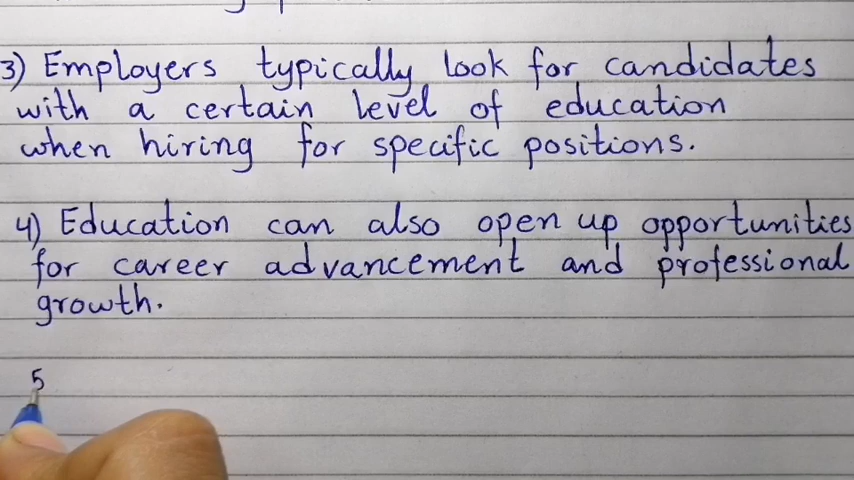 3) Employers typically look for candidates
with a certain level of education
when hiring for specific positions.
4) Education can also open up opportunities
for career advancement and professional
growth.
5